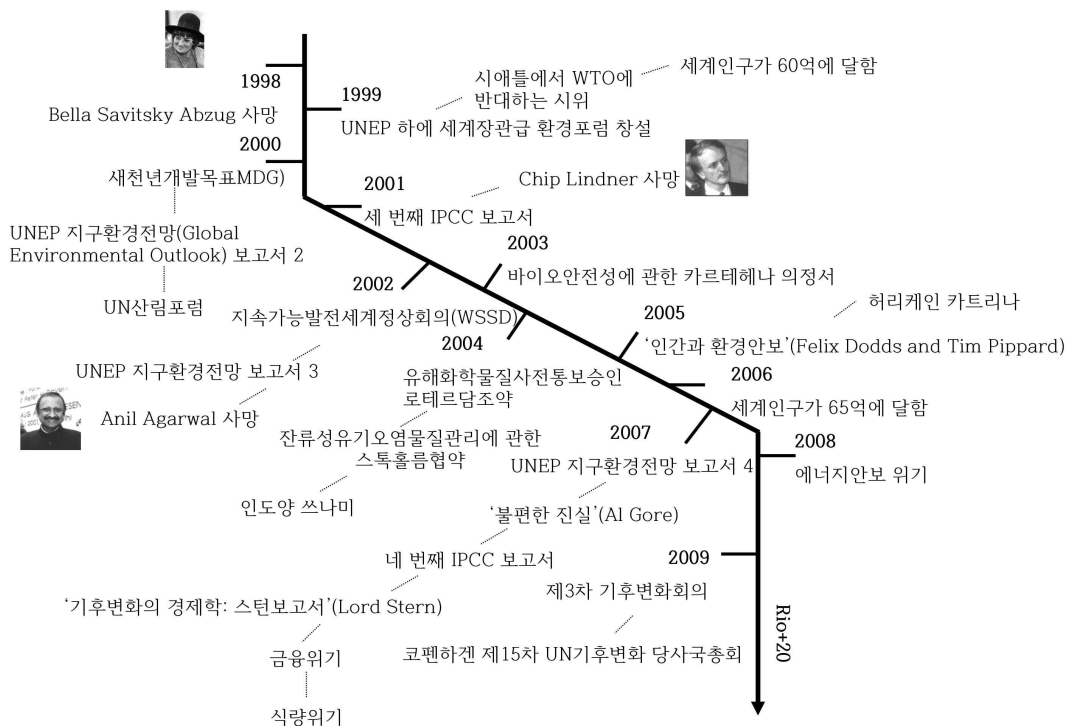 1998
Bella Savitsky Abzug 사망
1999
시애틀에서 WTO에
반대하는 시위
세계인구가 60억에 달함
UNEP 하에 세계장관급 환경포럼 창설
2000
새천년개발목표MDG)
UNEP 지구환경전망(Global
Environmental Outlook) 보고서 2
UN산림포럼
2001
Chip Lindner 사망
세 번째 IPCC 보고서
2002
지속가능발전세계정상회의(WSSD)
UNEP 지구환경전망 보고서 3
Anil Agarwal 사망
2003
바이오안전성에 관한 카르테헤나 의정서
2004
유해화학물질사전통보승인
로테르담조약
잔류성유기오염물질관리에 관한
스톡홀름협약
인도양 쓰나미
2005
허리케인 카트리나
‘인간과 환경안보’(Felix Dodds and Tim Pippard)
2006
세계인구가 65억에 달함
2007
UNEP 지구환경전망 보고서 4
‘불편한 진실’(Al Gore)
네 번째 IPCC 보고서
‘기후변화의 경제학: 스턴보고서’(Lord Stern)
금융위기
식량위기
2008
에너지안보 위기
2009
제3차 기후변화회의
코펜하겐 제15차 UN기후변화 당사국총회
Rio+20